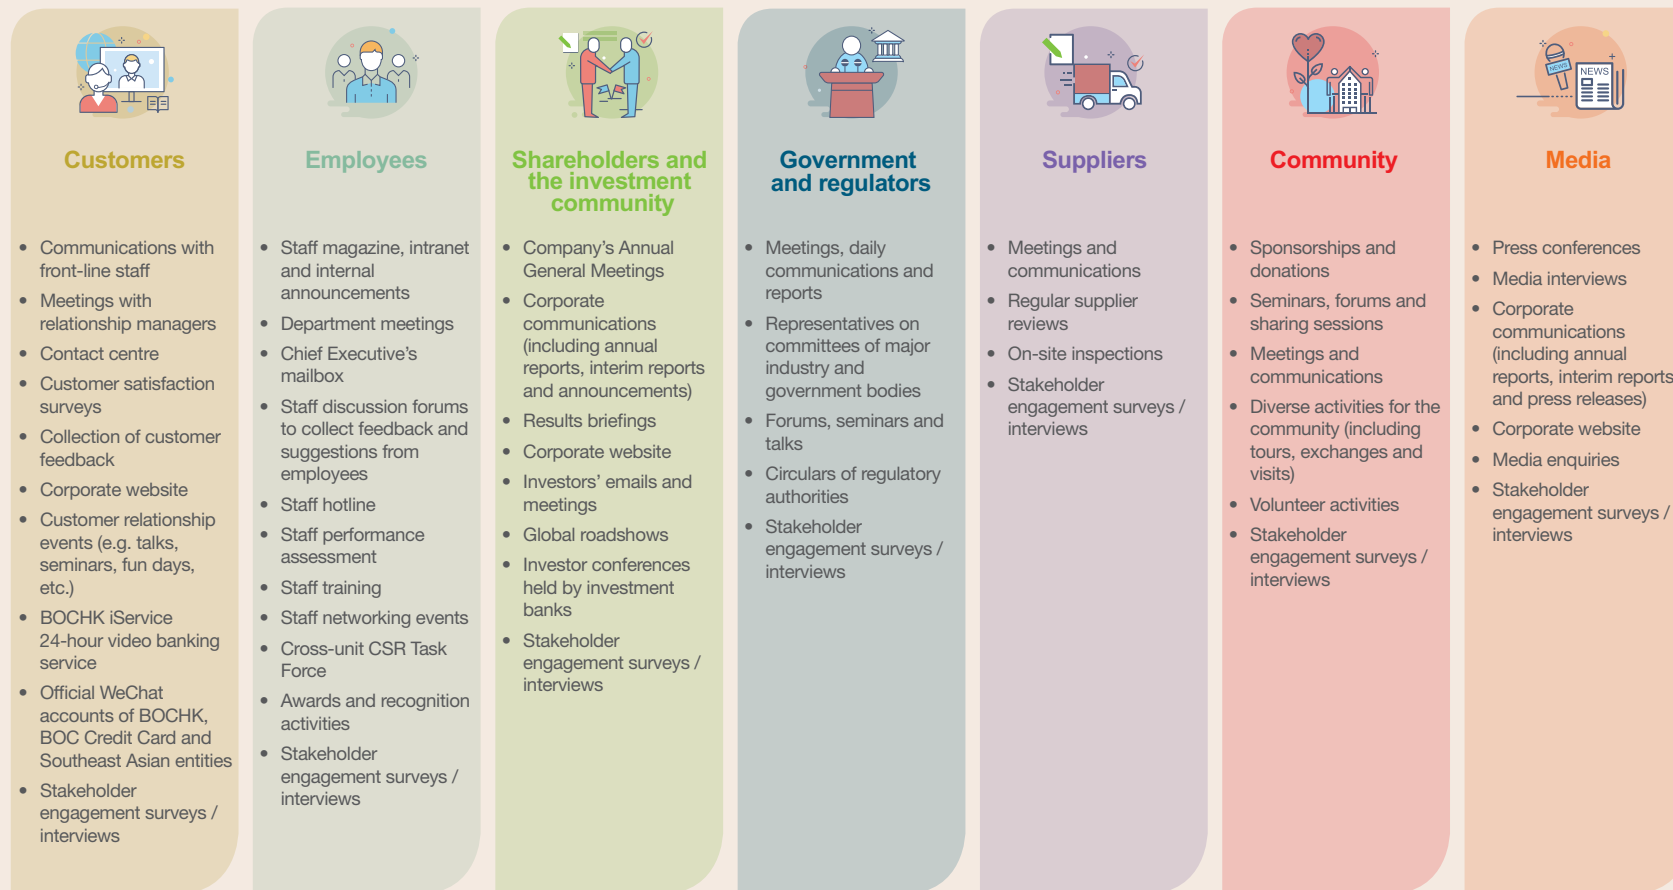 NEWS
NEWS
Customers
Communications with
front-line staff
Meetings with
relationship managers
Contact centre
Customer satisfaction
surveys
Collection of customer
feedback
Corporate website
Customer relationship
events (e.g. talks,
seminars, fun days,
etc.)
BOCHK iService
24-hour video banking
service
Official WeChat
accounts of BOCHK,
BOC Credit Card and
Southeast Asian entities
Stakeholder
engagement surveys /
interviews
Employees
Staff magazine, intranet
and internal
announcements
Department meetings
Chief Executive’s
mailbox
Staff discussion forums
to collect feedback and
suggestions from
employees
Staff hotline
Staff performance
assessment
Staff training
Staff networking events
Cross-unit CSR Task
Force
Awards and recognition
activities
Stakeholder
engagement surveys /
interviews
Shareholders and
the investment
community
Company’s Annual
General Meetings
Corporate
communications
(including annual
reports, interim reports
and announcements)
Results briefings
Corporate website
Investors’ emails and
meetings
Global roadshows
Investor conferences
held by investment
banks
Stakeholder
engagement surveys /
interviews
Government
and regulators
Meetings, daily
communications and
reports
Representatives on
committees of major
industry and
government bodies
Forums, seminars and
talks
Circulars of regulatory
authorities
Stakeholder
engagement surveys /
interviews
Suppliers
Meetings and
communications
Regular supplier
reviews
On-site inspections
Stakeholder
engagement surveys /
interviews
Community
Sponsorships and
donations
Seminars, forums and
sharing sessions
Meetings and
communications
Diverse activities for the
community (including
tours, exchanges and
visits)
Volunteer activities
Stakeholder
engagement surveys /
interviews
Media
Press conferences
Media interviews
Corporate
communications
(including annual
reports, interim reports
and press releases)
Corporate website
Media enquiries
Stakeholder
engagement surveys /
interviews